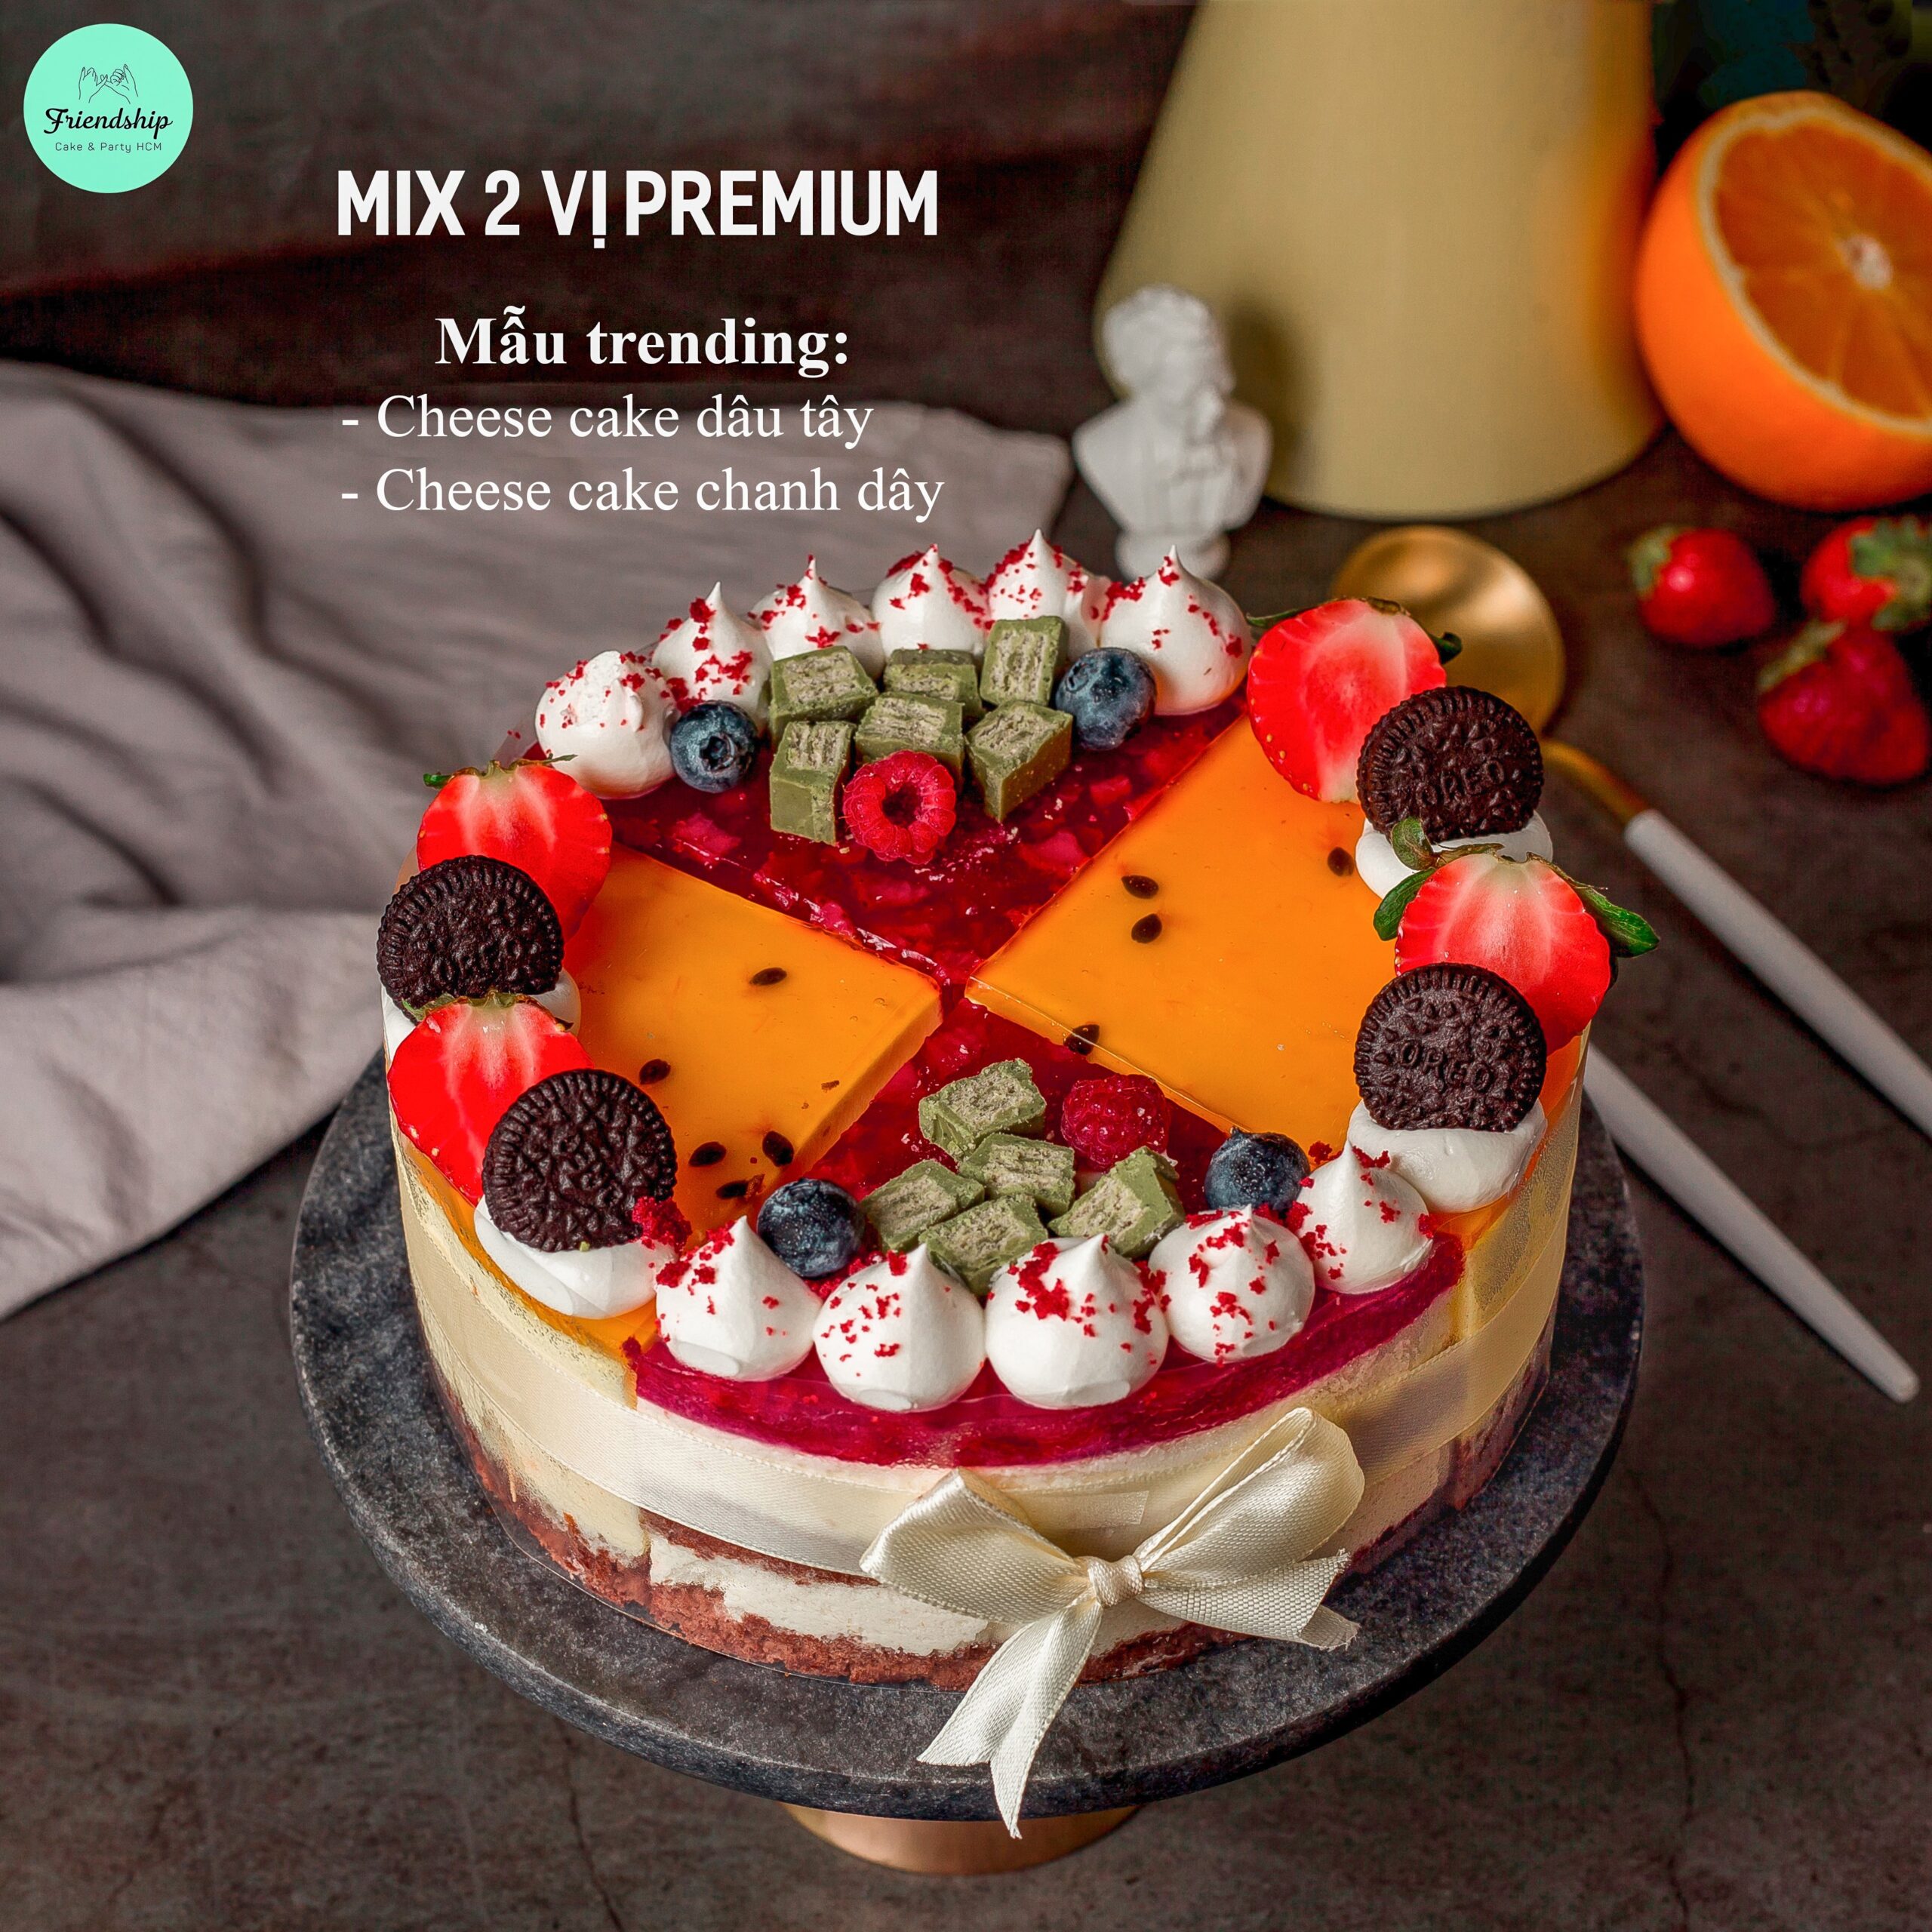 Friendship
Cake & Party HCM
MIX 2 VỊ PREMIUM
Mẫu trending:
- Cheese cake dâu tây
- Cheese cake chanh dây
OREO
OREO